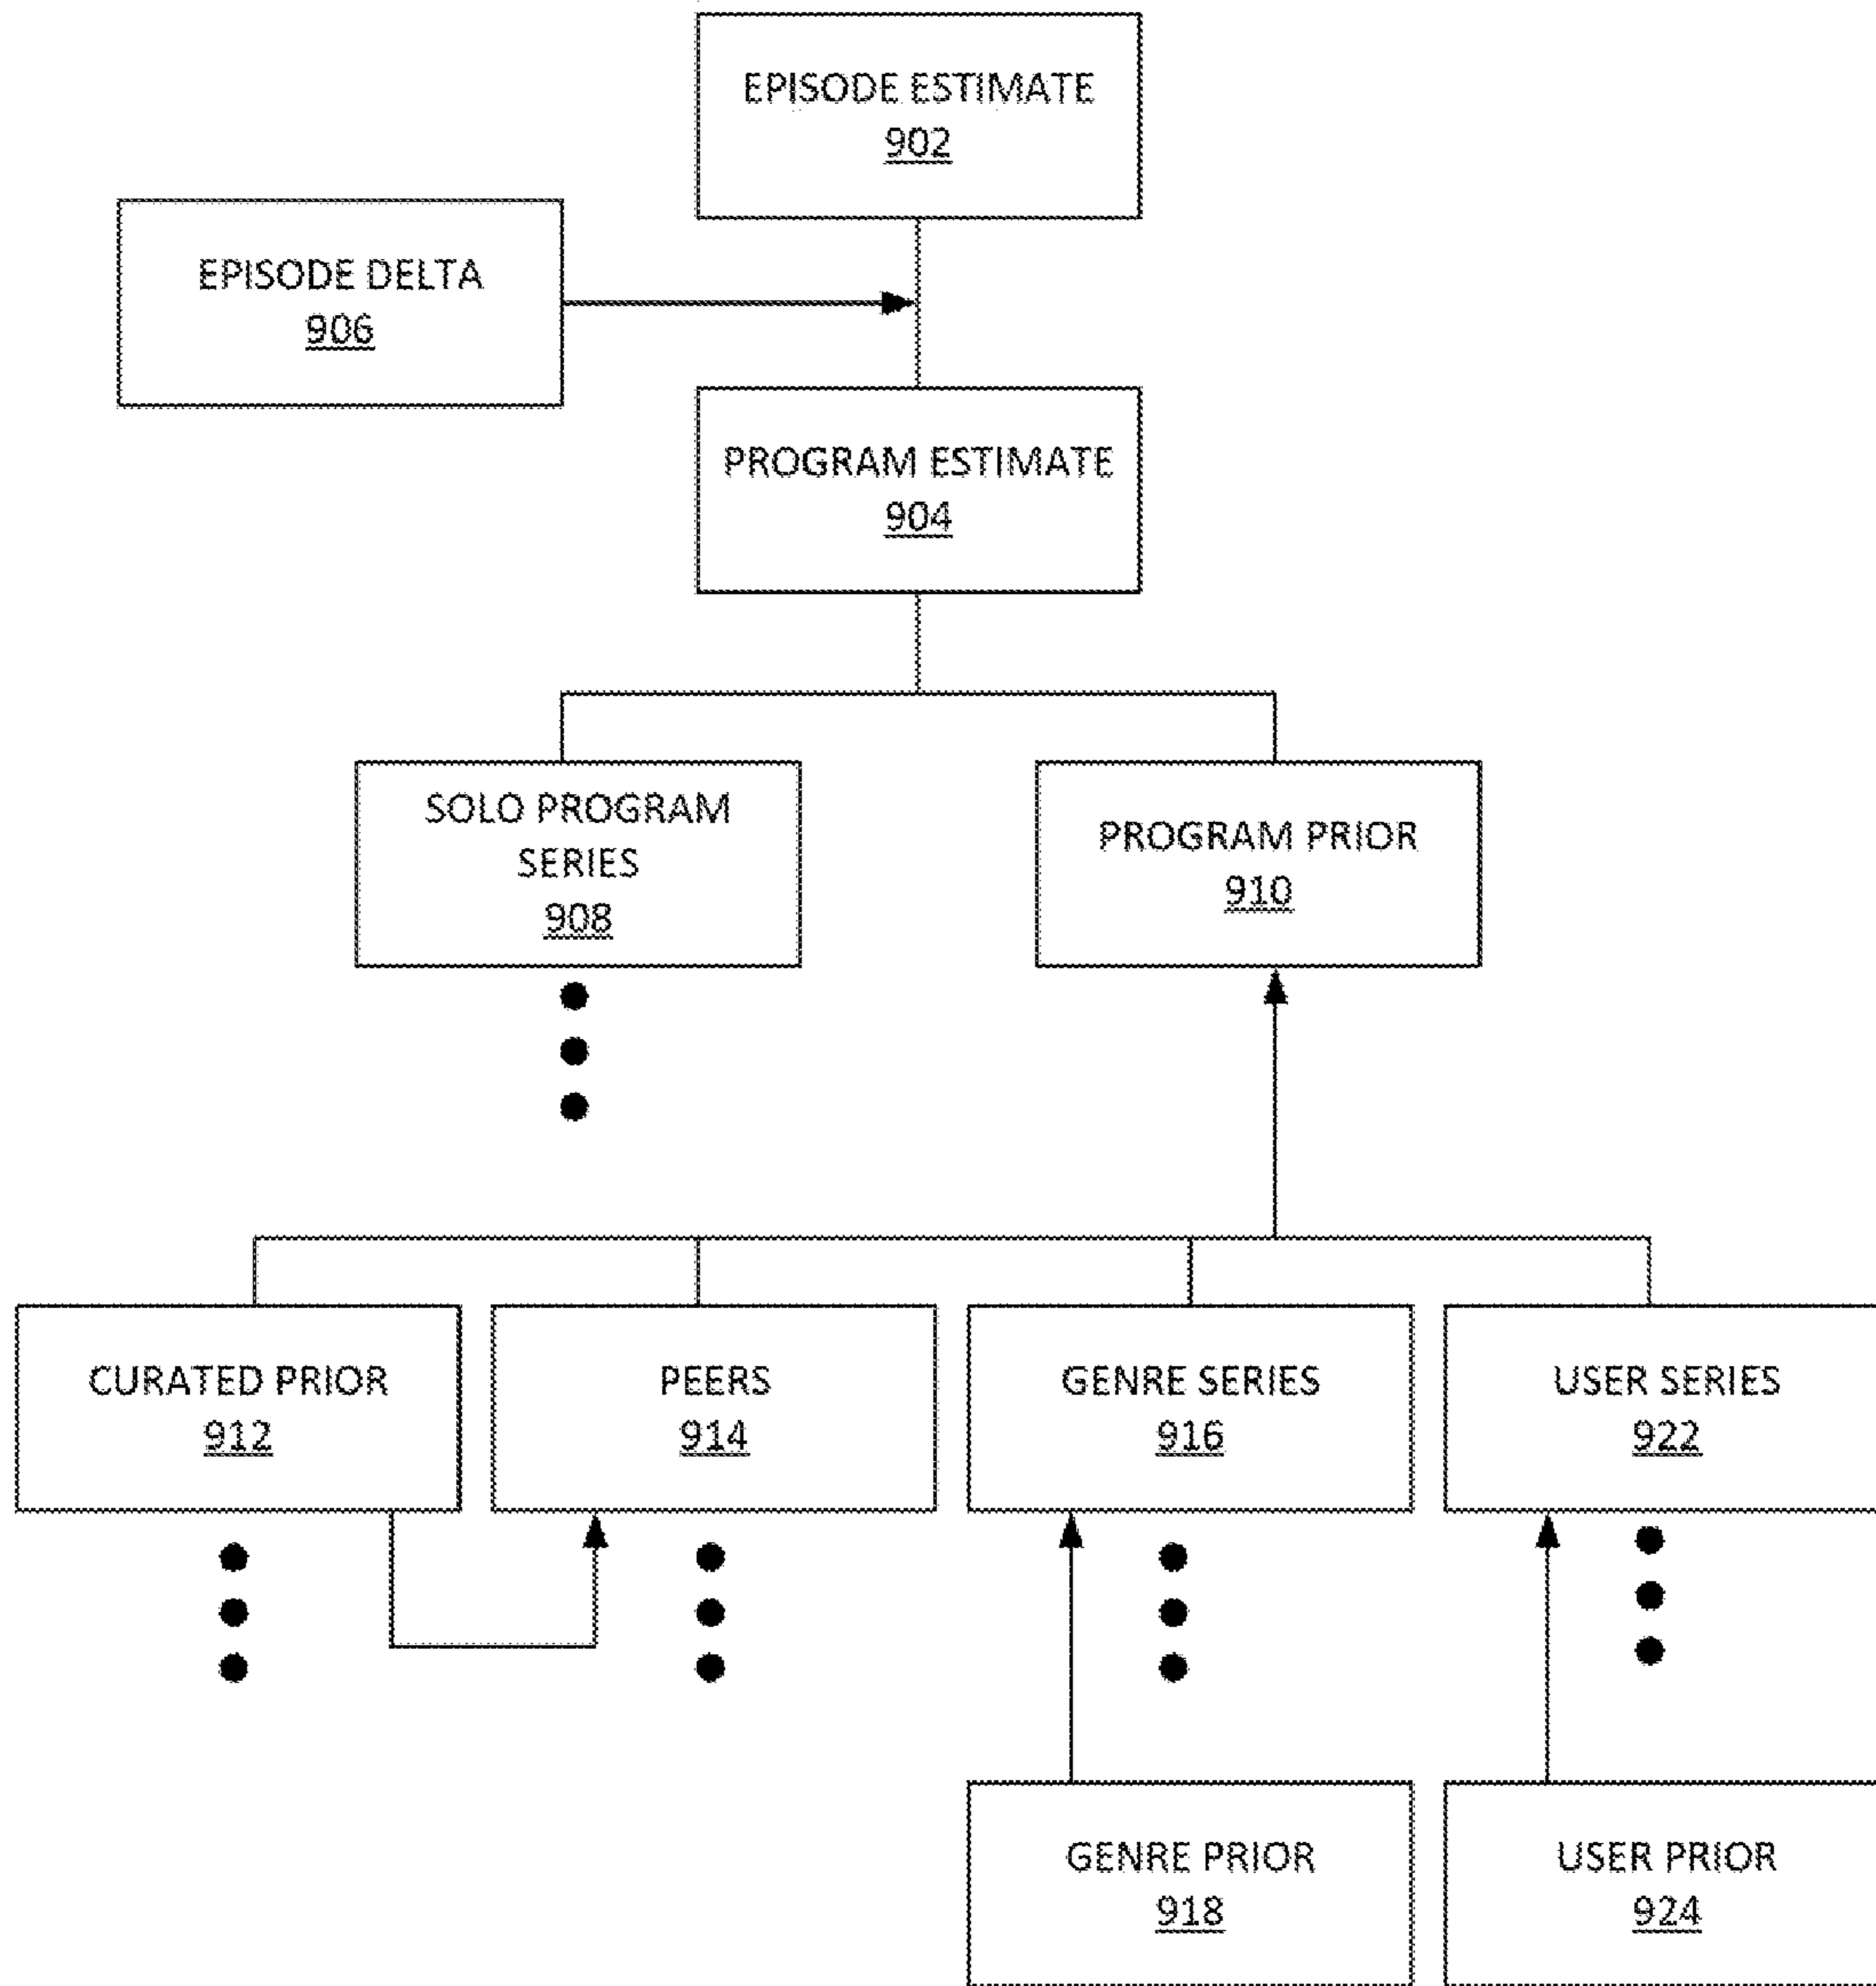 EPISODE ESTIMATE
902
EPISODE DELTA
906
PROGRAM ESTIMATE
904
SOLO PROGRAM
SERIES
908
PROGRAM PRIOR
910
CURATED PRIOR
912
PEERS
914
GENRE SERIES
916
USER SERIES
922
GENRE PRIOR
918
USER PRIOR
924